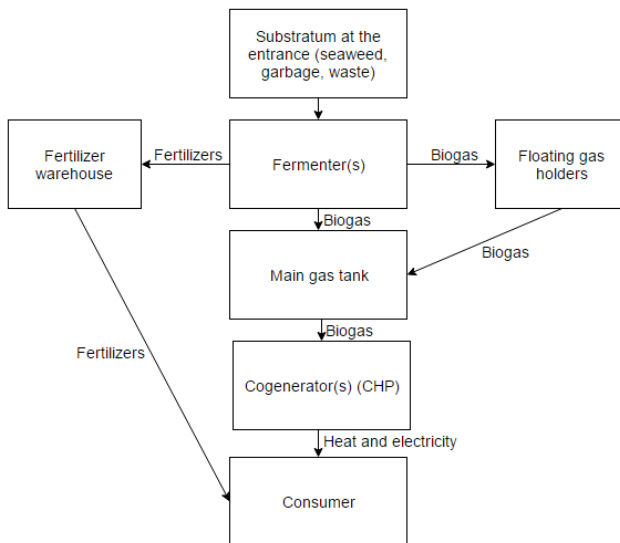 Substratum at the
entrance (seaweed,
garbage, waste)
Fertilizer
warehouse
Fertilizers
Fermenter(s)
Biogas
Floating gas
holders
Biogas
Main gas tank
Biogas
Biogas
Fertilizers
Cogenerator(s) (CHP)
Heat and electricity
Consumer